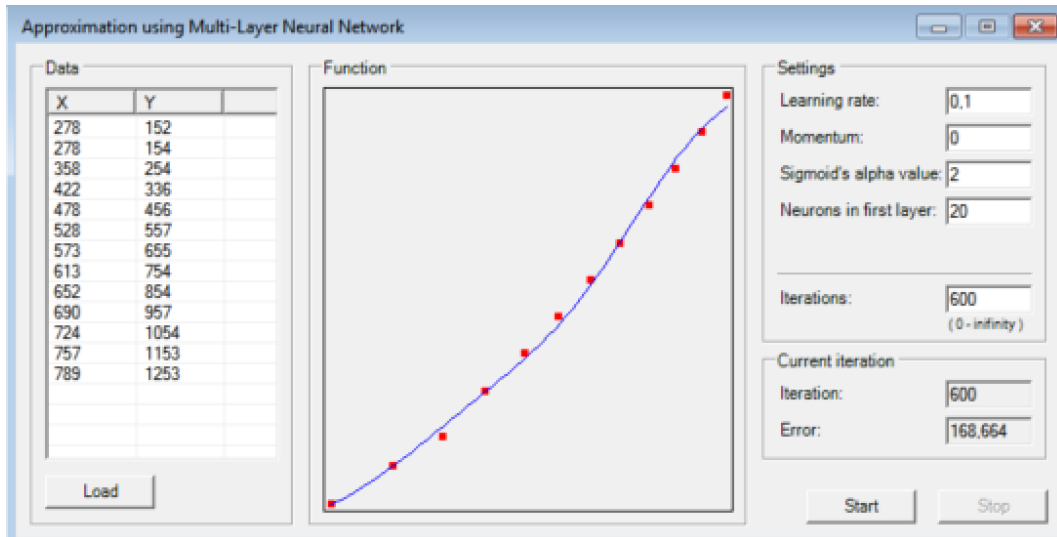 Approximation using Multi-Layer Neural Network
Data
X Y
278 152
278 154
358 254
422 336
478 456
528 557
573 655
613 754
652 854
690 957
724 1054
757 1153
789 1253
Load
Function
Settings
Learning rate: 0,1
Momentum: 0
Sigmoid's alpha value: 2
Neurons in first layer: 20
Iterations: 600
( 0 - inifinity )
Current iteration
Iteration: 600
Error: 168,664
Start Stop